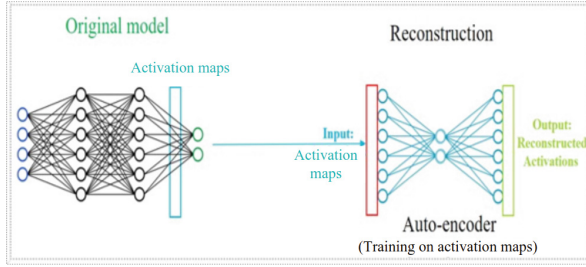 Original model
Activation maps
Reconstruction
Input:
Activation
maps
Output:
Reconstructed
Activations
Auto-encoder
(Training on activation maps)